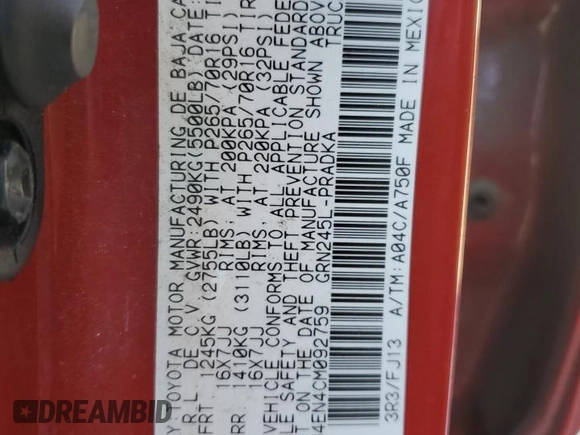 Y TOYOTA MOTOR MANUFACTURING DE BAJA CA
R.L. DE C.V. GVWR:2490KG(5500LB)DATE:
FRT. 1245KG (2755LB) WITH P265/70R16 TI
16X7JJ RIMS, AT 200KPA (29PSI)
RR. 1410KG (3110LB) WITH P265/70R16 TIR
16X7JJ RIMS, AT 220KPA (32PSI)
VEHICLE CONFORMS TO ALL APPLICABLE FEDE
LE SAFETY AND THEFT PREVENTION STANDARD
T ON THE DATE OF MANUFACTURE SHOWN ABOV
4EN4CM092759 GRN245L-PRADKA TRUC
3R3/FJ13 A/TM:A04C/A750F MADE IN MEXIC
DREAMBID